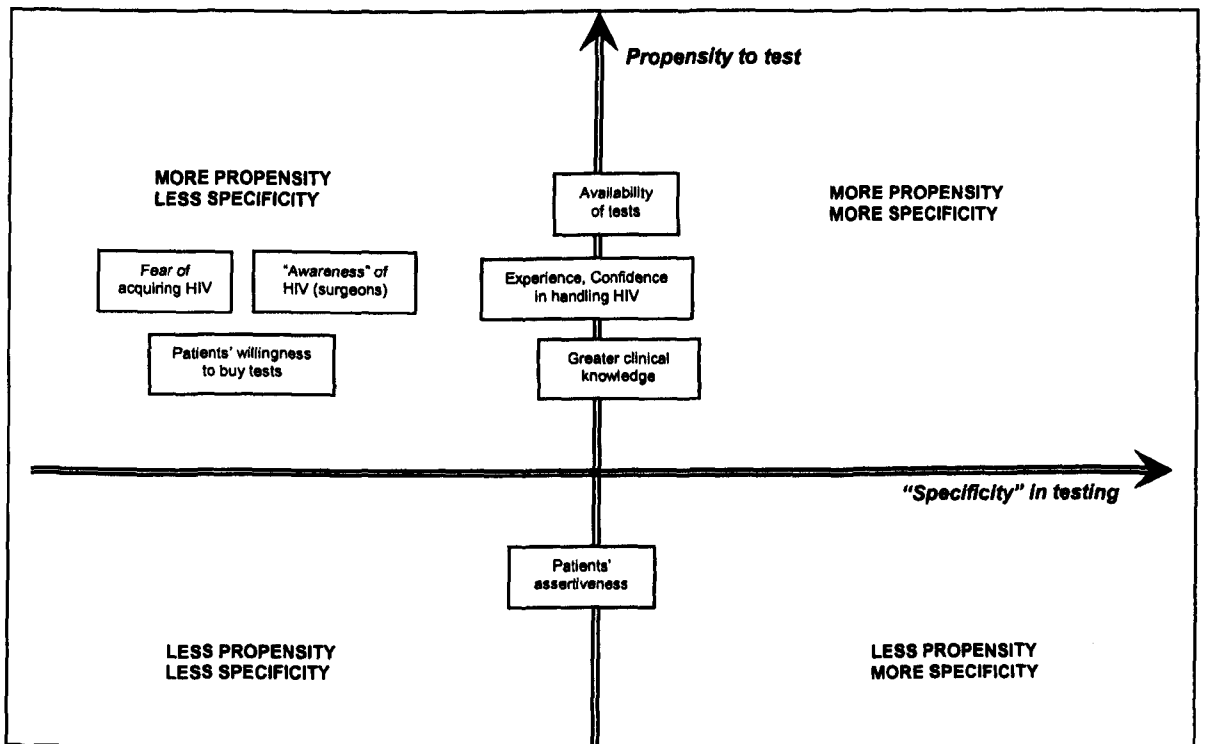 Propensity to test
MORE PROPENSITY
LESS SPECIFICITY
Availability
of tests
MORE PROPENSITY
MORE SPECIFICITY
Fear of
acquiring HIV
"Awareness" of
HIV (surgeons)
Experience, Confidence
in handling HIV
Patients' willingness
to buy tests
Greater clinical
knowledge
"Specificity" in testing
Patients'
assertiveness
LESS PROPENSITY
LESS SPECIFICITY
LESS PROPENSITY
MORE SPECIFICITY